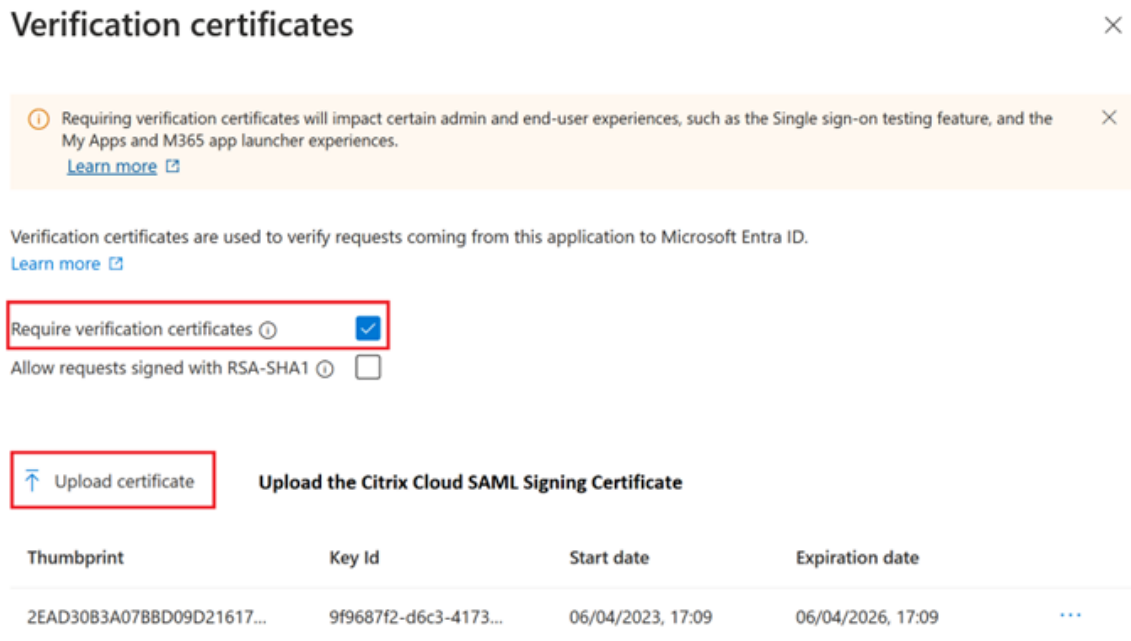 Verification certificates
Requiring verification certificates will impact certain admin and end-user experiences, such as the Single sign-on testing feature, and the
My Apps and M365 app launcher experiences.
Learn more
Verification certificates are used to verify requests coming from this application to Microsoft Entra ID.
Learn more
Require verification certificates
Allow requests signed with RSA-SHA1
Upload certificate Upload the Citrix Cloud SAML Signing Certificate
Thumbprint Key Id Start date Expiration date
2EAD30B3A07BBD09D21617... 9f9687f2-d6c3-4173... 06/04/2023, 17:09 06/04/2026, 17:09